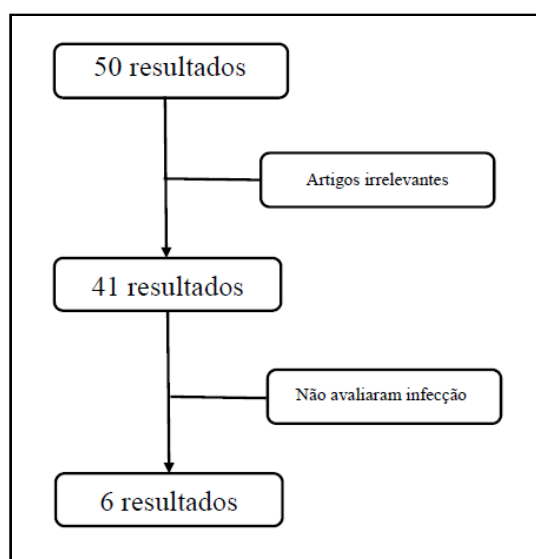 50 resultados
Artigos irrelevantes
41 resultados
Não avaliaram infecção
6 resultados